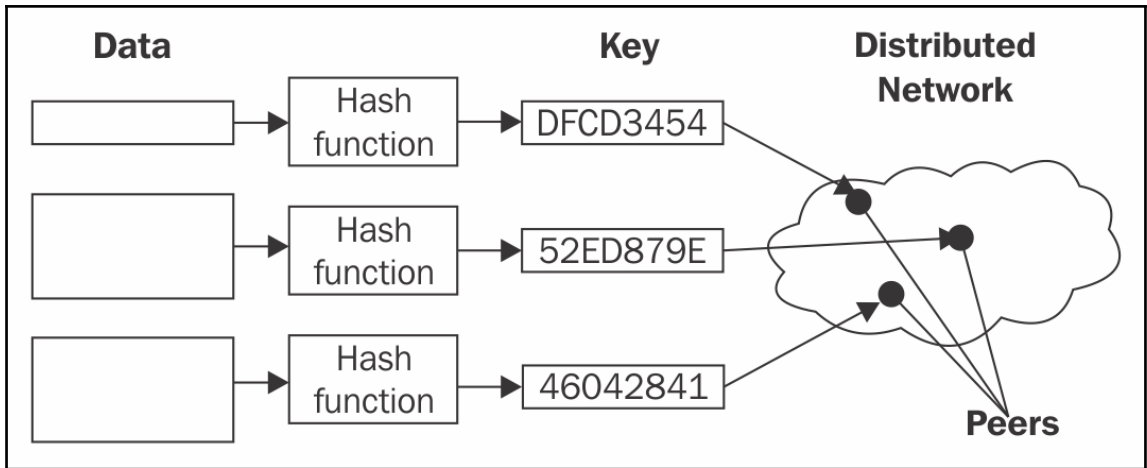 Data
Key
Distributed
Network
Hash
function
DFCD3454
Hash
function
52ED879E
Hash
function
46042841
Peers